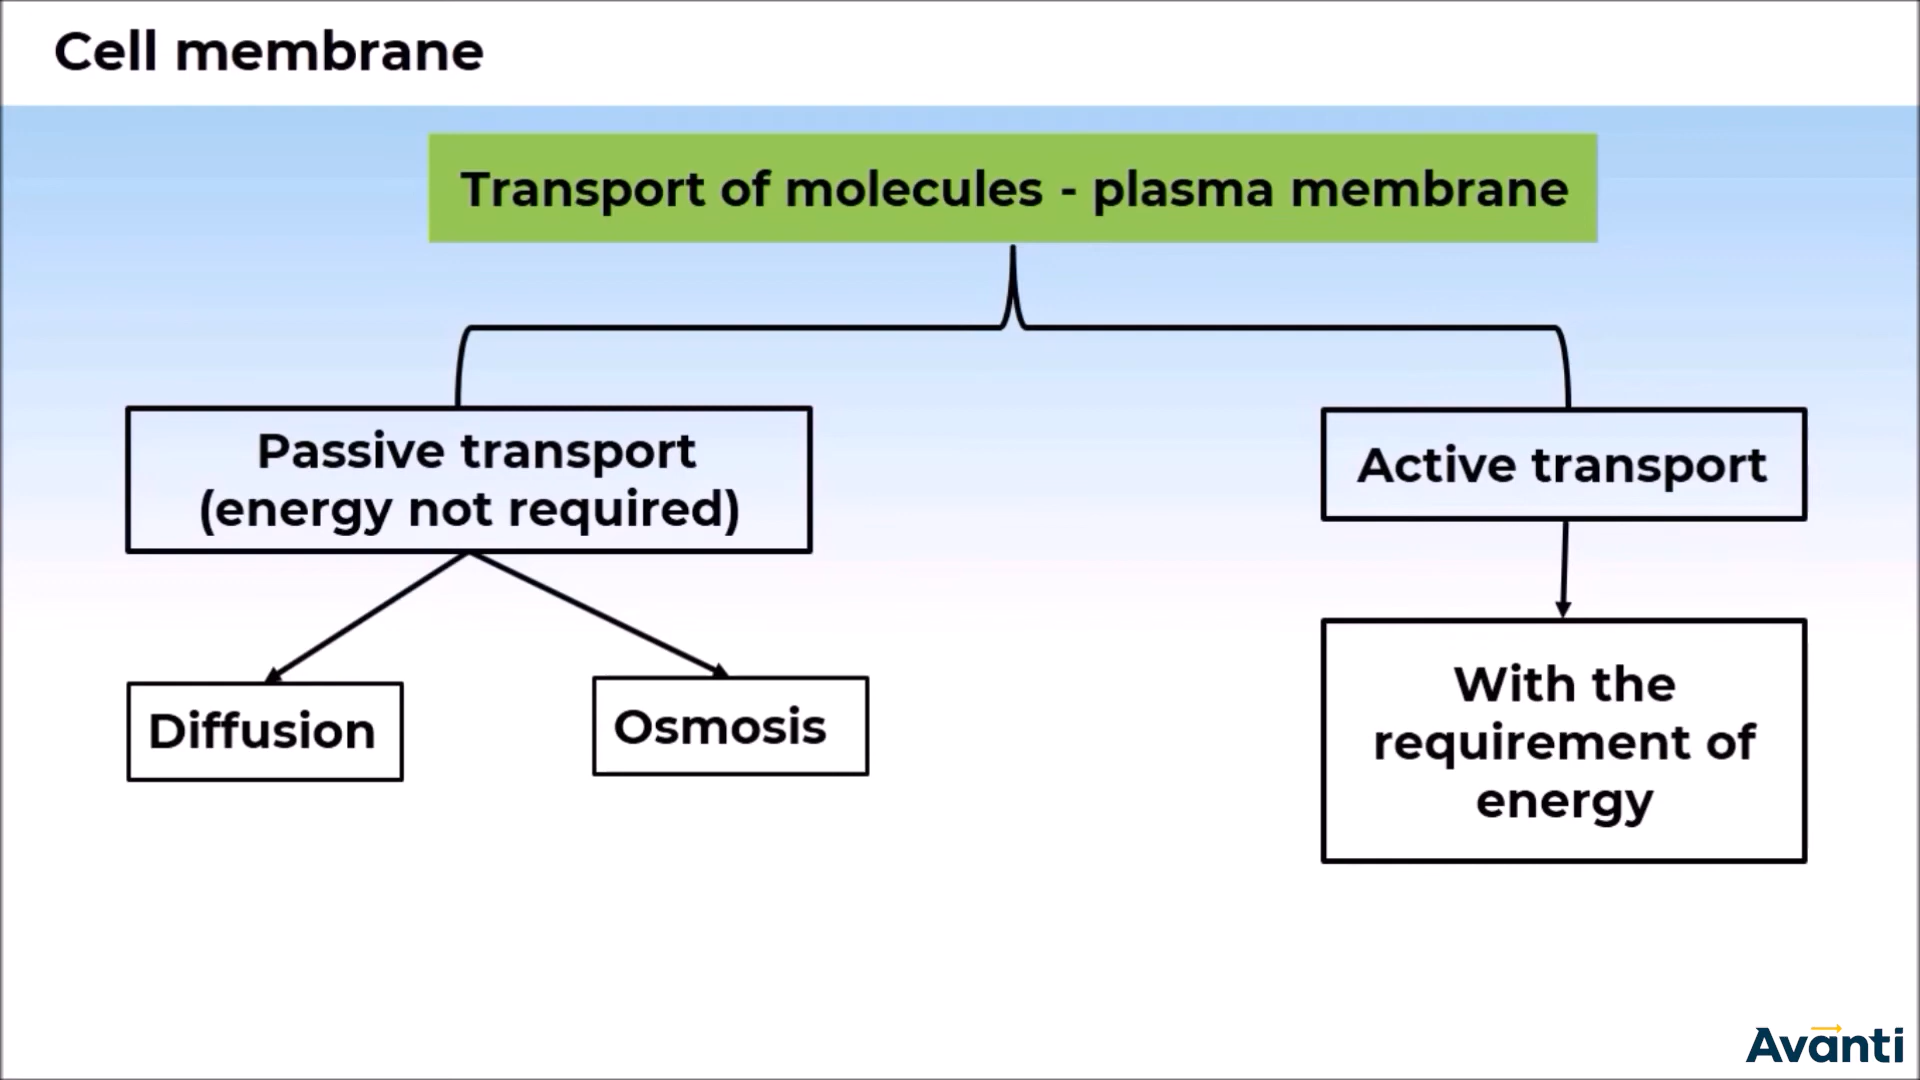 Cell membrane
Transport of molecules - plasma membrane
Passive transport
(energy not required)
Active transport
Diffusion
Osmosis
With the
requirement of
energy
Avanti